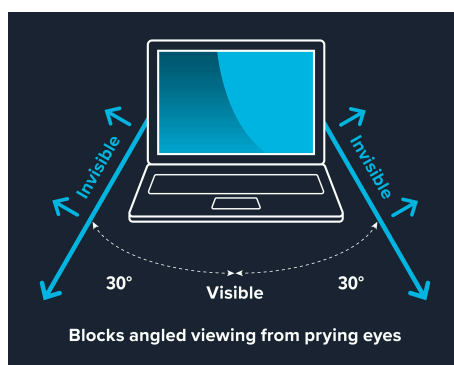 Invisible
Invisible
30°
30°
Visible
Blocks angled viewing from prying eyes